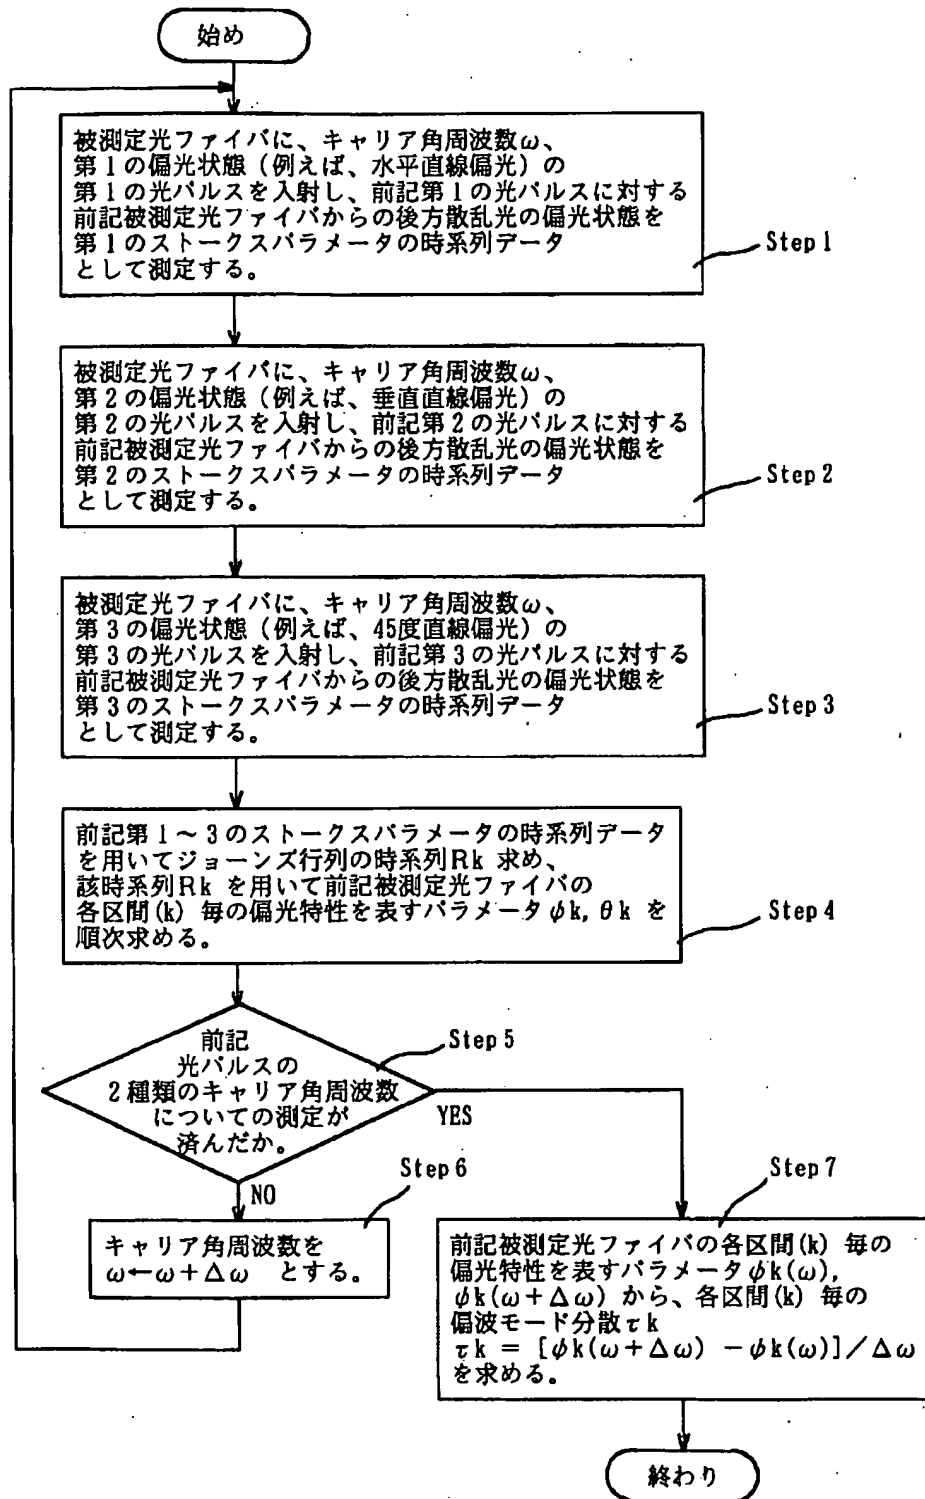 始め
被測定光ファイバに、キャリア角周波数ω、
第1の偏光状態(例えば、水平直線偏光)の
第1の光パルスを入射し、前記第1の光パルスに対する
前記被測定光ファイバからの後方散乱光の偏光状態を
第1のストークスパラメータの時系列データ
として測定する。
Step1
被測定光ファイバに、キャリア角周波数ω、
第2の偏光状態(例えば、垂直直線偏光)の
第2の光パルスを入射し、前記第2の光パルスに対する
前記被測定光ファイバからの後方散乱光の偏光状態を
第2のストークスパラメータの時系列データ
として測定する。
Step2
被測定光ファイバに、キャリア角周波数ω、
第3の偏光状態(例えば、45度直線偏光)の
第3の光パルスを入射し、前記第3の光パルスに対する
前記被測定光ファイバからの後方散乱光の偏光状態を
第3のストークスパラメータの時系列データ
として測定する。
Step3
前記第1~3のストークスパラメータの時系列データ
を用いてジョーンズ行列の時系列Rk 求め、
該時系列Rk を用いて前記被測定光ファイバの
各区間(k) 毎の偏光特性を表すパラメータφk, θk を
順次求める。
Step4
前記
光パルスの
2種類のキャリア角周波数
についての測定が
済んだか。
Step5
YES
NO
Step6
キャリア角周波数を
ω←ω+Δω とする。
Step7
前記被測定光ファイバの各区間(k) 毎の
偏光特性を表すパラメータφk(ω),
φk(ω+Δω) から、各区間(k) 毎の
偏波モード分散τk
τk = [φk(ω+Δω) -φk(ω)]/Δω
を求める。
終わり